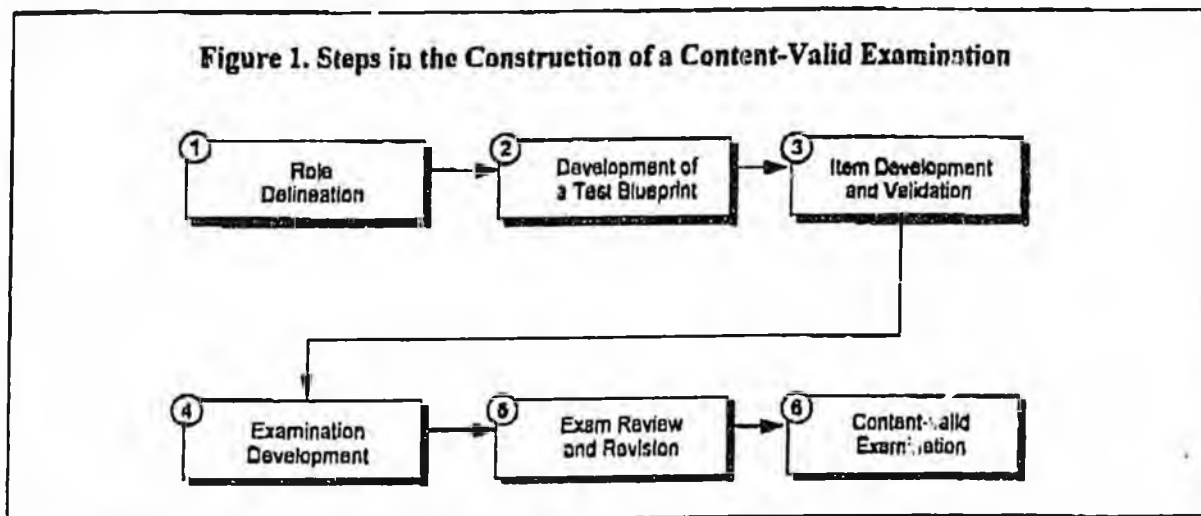 Figure 1. Steps in the Construction of a Content-Valid Examination
1
Role
Delineation
2
Development of
a Test Blueprint
3
Item Development
and Validation
4
Examination
Development
5
Exam Review
and Revision
6
Content-Valid
Examination